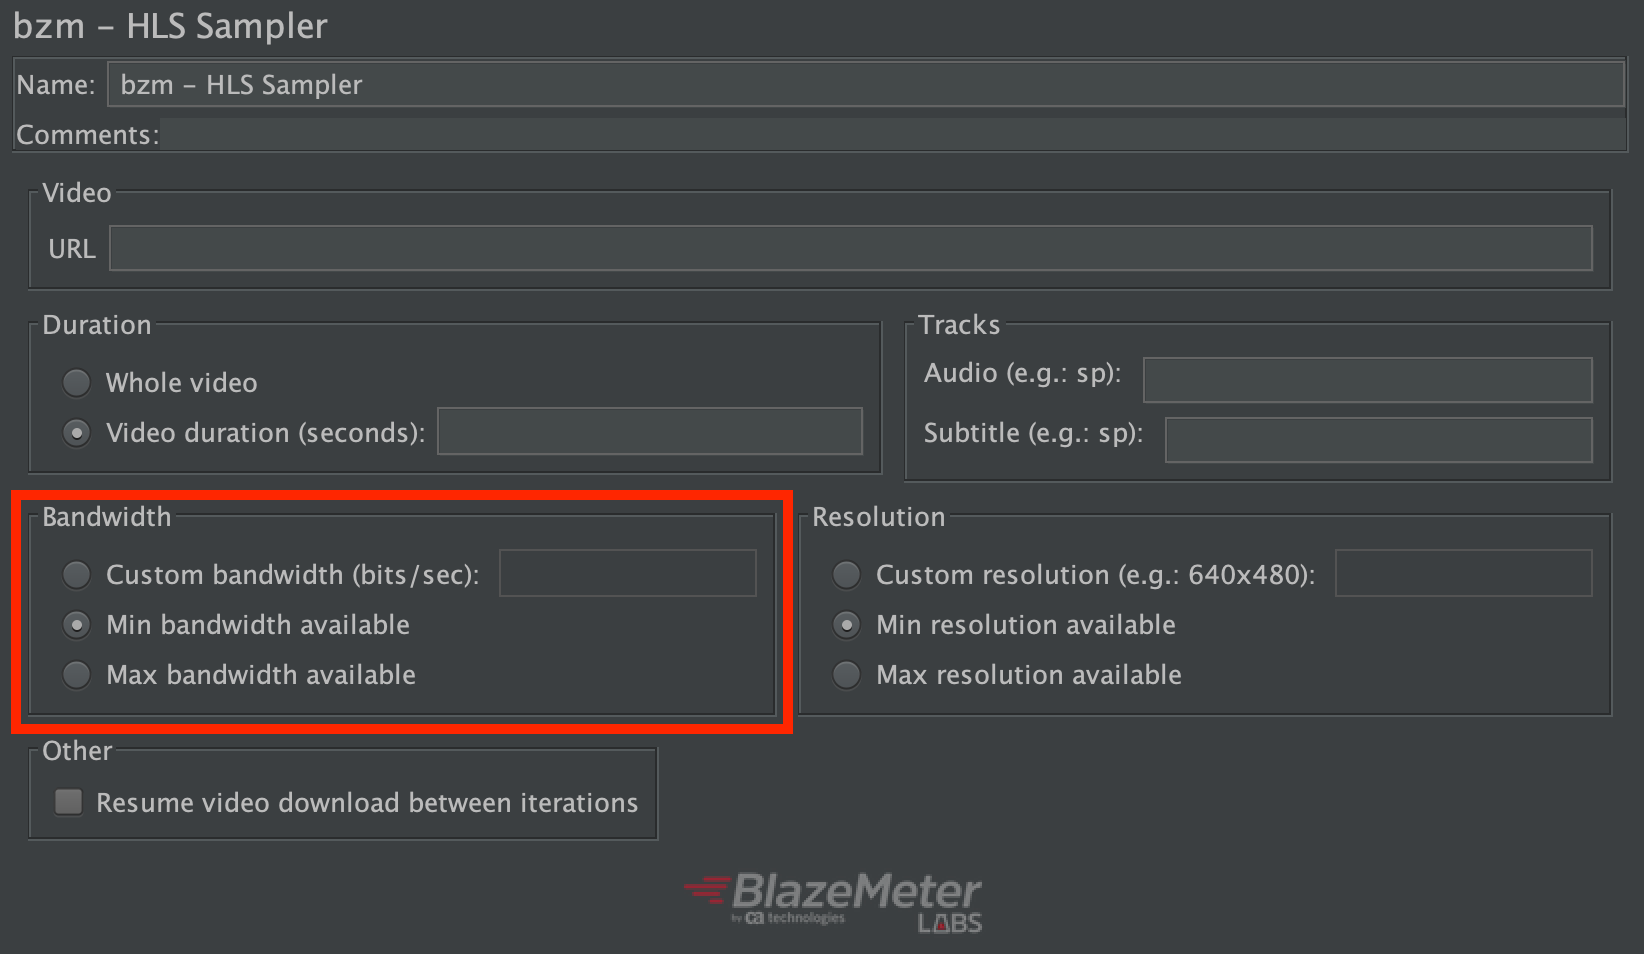 bzm – HLS Sampler
Name: bzm – HLS Sampler
Comments:
Video
URL
Duration
Whole video
Video duration (seconds):
Tracks
Audio (e.g.: sp):
Subtitle (e.g.: sp):
Bandwidth
Custom bandwidth (bits/sec):
Min bandwidth available
Max bandwidth available
Resolution
Custom resolution (e.g.: 640x480):
Min resolution available
Max resolution available
Other
Resume video download between iterations
BlazeMeter
by ca technologies
LABS